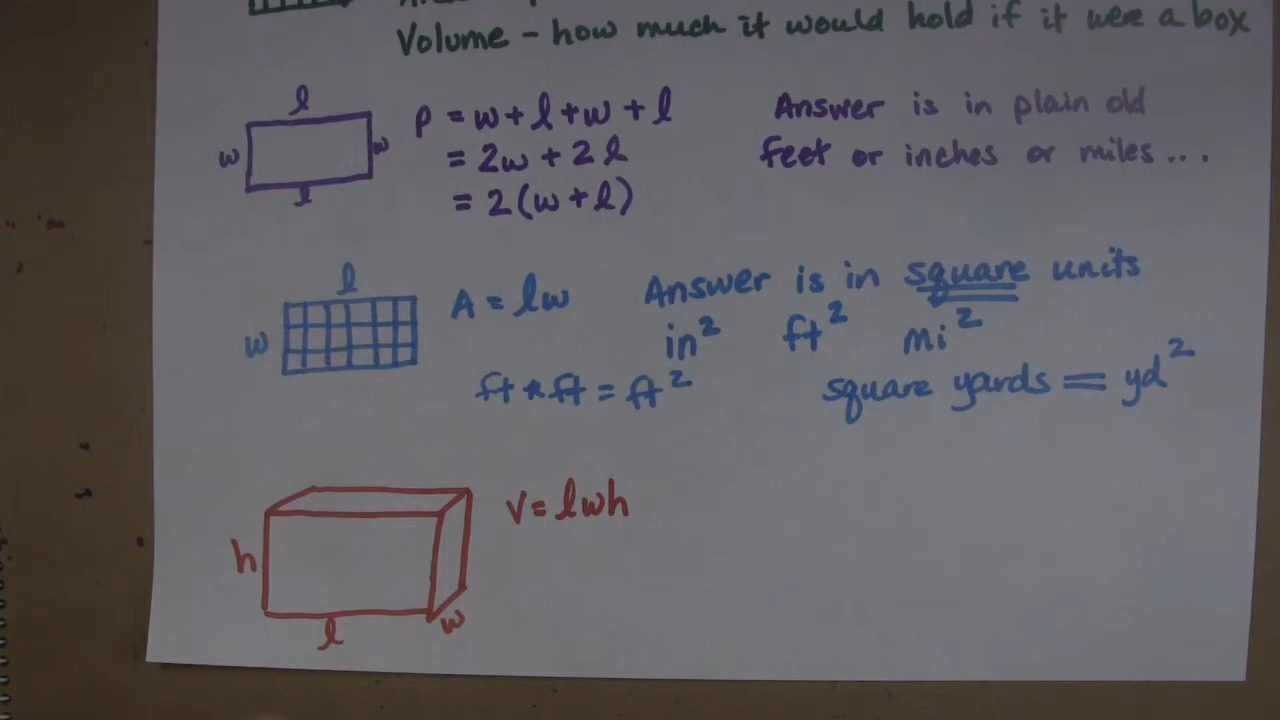 Volume - how much it would hold if it were a box
l
w
w
l
P = w + l + w + l
= 2w + 2l
= 2(w + l)
Answer is in plain old
feet or inches or miles...
l
w
A = lw
Answer is in square units
in² ft² mi²
ft * ft = ft²
square yards = yd²
h
l
w
V = lwh